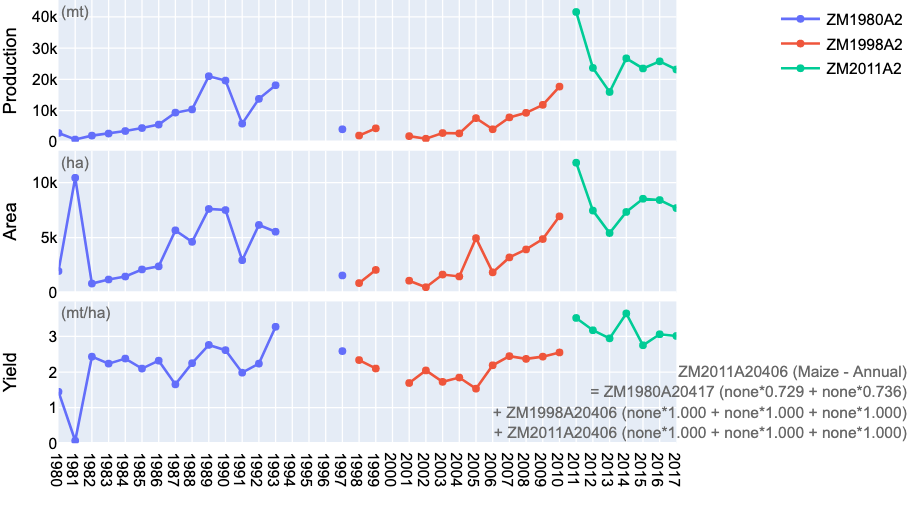 (mt)
Production
40k
30k
20k
10k
0
ZM1980A2
ZM1998A2
ZM2011A2
(ha)
Area
10k
5k
0
(mt/ha)
Yield
3
2
1
0
ZM2011A20406 (Maize - Annual)
= ZM1980A20417 (none*0.729 + none*0.736)
+ ZM1998A20406 (none*1.000 + none*1.000 + none*1.000)
+ ZM2011A20406 (none*1.000 + none*1.000 + none*1.000)
1980
1981
1982
1983
1984
1985
1986
1987
1988
1989
1990
1991
1992
1993
1994
1995
1996
1997
1998
1999
2000
2001
2002
2003
2004
2005
2006
2007
2008
2009
2010
2011
2012
2013
2014
2015
2016
2017